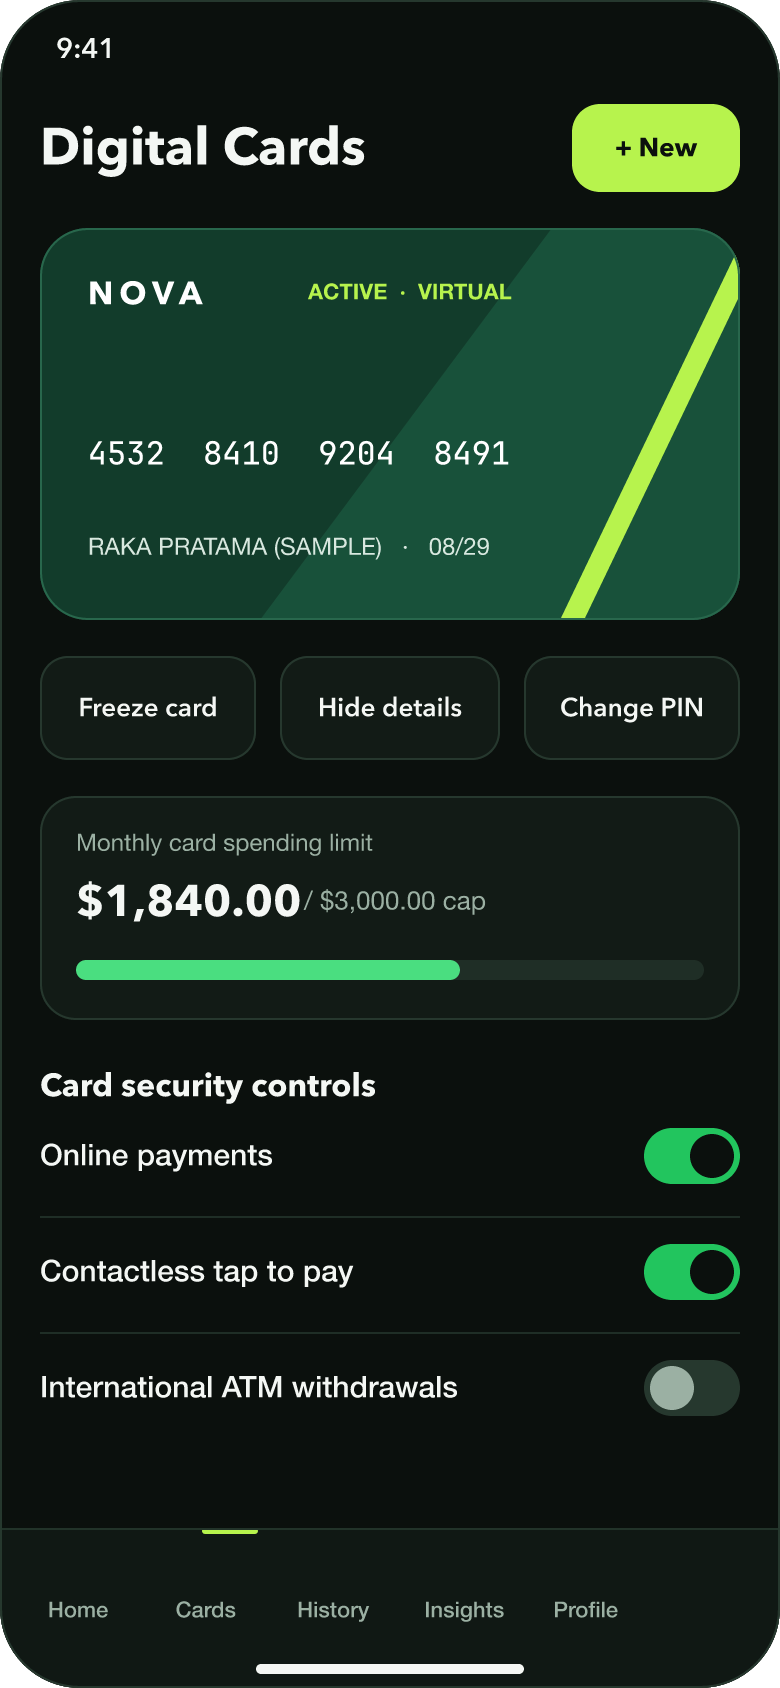 9:41
Digital Cards
+ New
NOVA
ACTIVE · VIRTUAL
4532 8410 9204 8491
RAKA PRATAMA (SAMPLE) · 08/29
Freeze card
Hide details
Change PIN
Monthly card spending limit
$1,840.00 / $3,000.00 cap
Card security controls
Online payments
Contactless tap to pay
International ATM withdrawals
Home
Cards
History
Insights
Profile